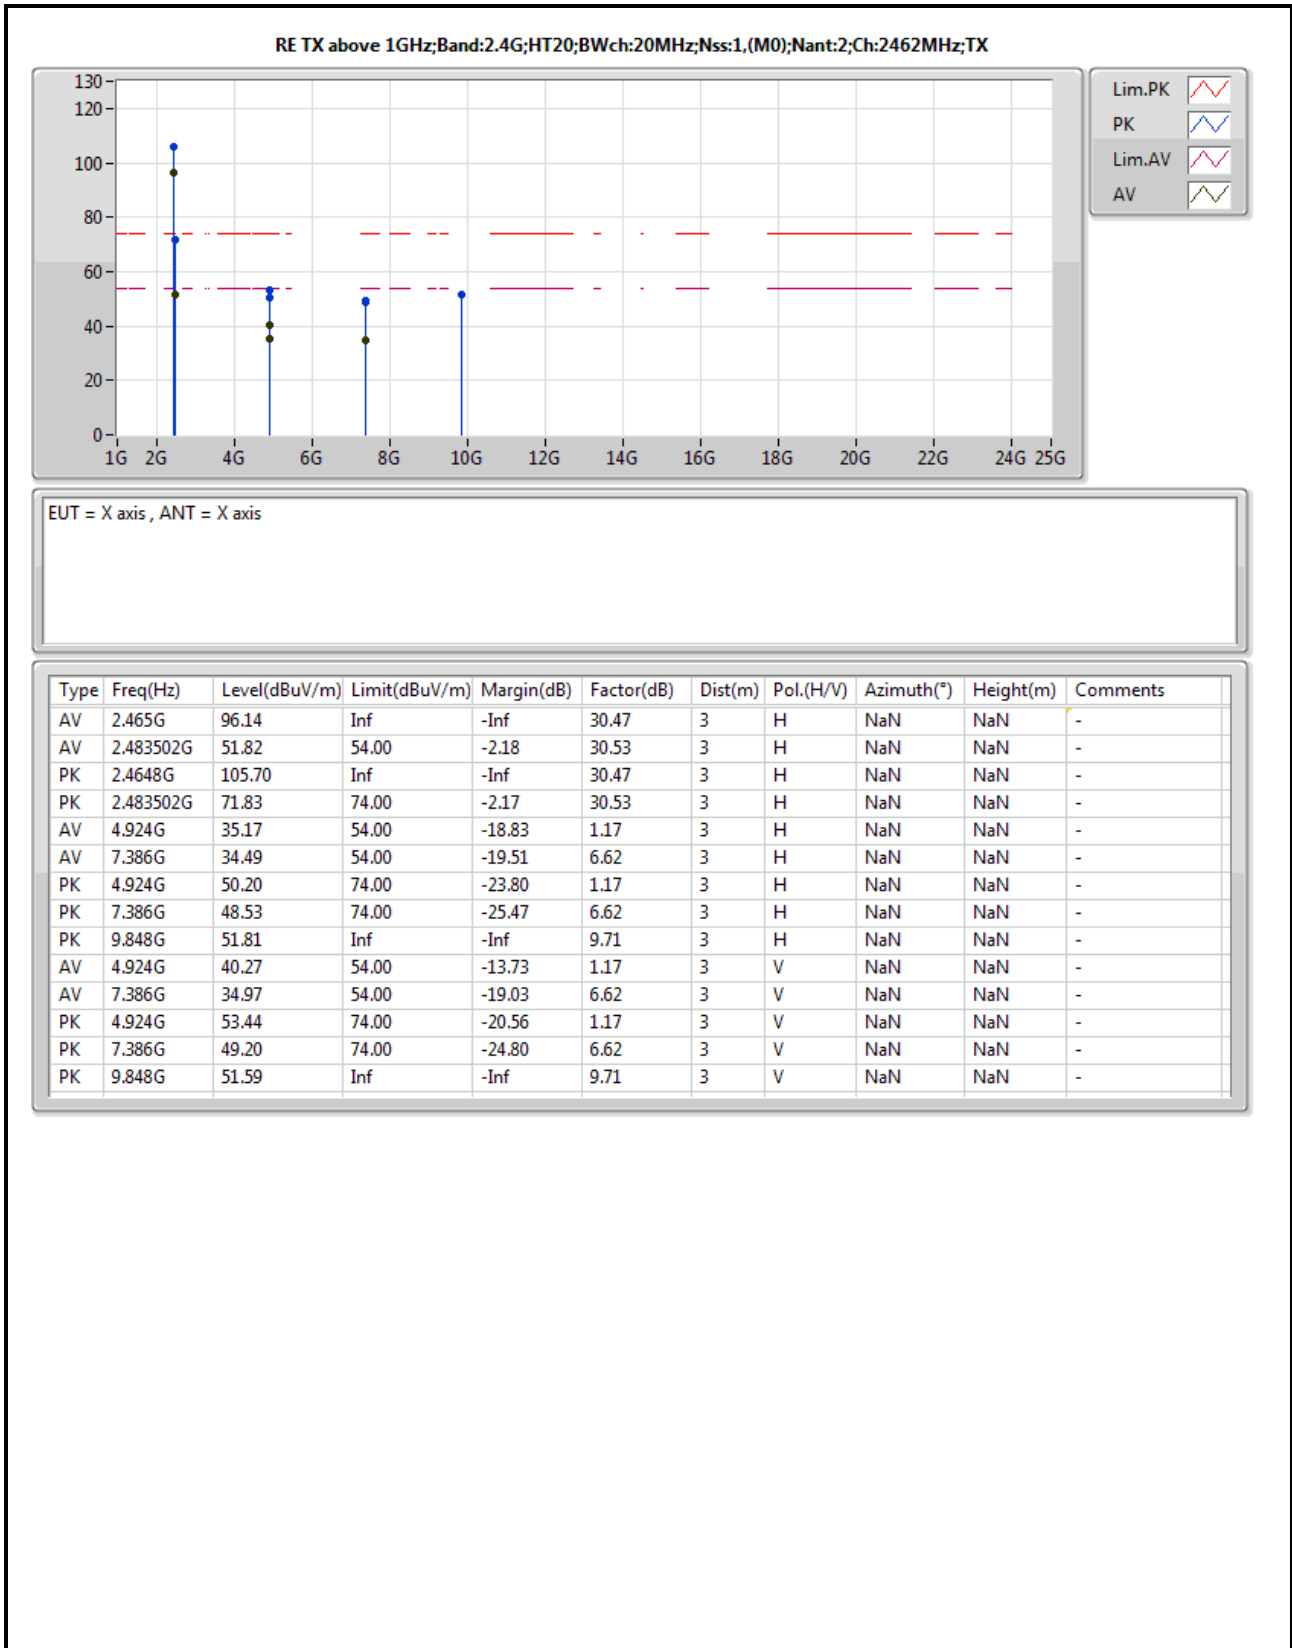 RE TX above 1GHz;Band:2.4G;HT20;BWch:20MHz;Nss:1,(M0);Nant:2;Ch:2462MHz;TX
130
120
100
80
60
40
20
0
1G 2G 4G 6G 8G 10G 12G 14G 16G 18G 20G 22G 24G 25G
Lim.PK
PK
Lim.AV
AV
EUT = X axis , ANT = X axis
Type Freq(Hz) Level(dBuV/m) Limit(dBuV/m) Margin(dB) Factor(dB) Dist(m) Pol.(H/V) Azimuth(°) Height(m) Comments
AV 2.465G 96.14 Inf -Inf 30.47 3 H NaN NaN -
AV 2.483502G 51.82 54.00 -2.18 30.53 3 H NaN NaN -
PK 2.4648G 105.70 Inf -Inf 30.47 3 H NaN NaN -
PK 2.483502G 71.83 74.00 -2.17 30.53 3 H NaN NaN -
AV 4.924G 35.17 54.00 -18.83 1.17 3 H NaN NaN -
AV 7.386G 34.49 54.00 -19.51 6.62 3 H NaN NaN -
PK 4.924G 50.20 74.00 -23.80 1.17 3 H NaN NaN -
PK 7.386G 48.53 74.00 -25.47 6.62 3 H NaN NaN -
PK 9.848G 51.81 Inf -Inf 9.71 3 H NaN NaN -
AV 4.924G 40.27 54.00 -13.73 1.17 3 V NaN NaN -
AV 7.386G 34.97 54.00 -19.03 6.62 3 V NaN NaN -
PK 4.924G 53.44 74.00 -20.56 1.17 3 V NaN NaN -
PK 7.386G 49.20 74.00 -24.80 6.62 3 V NaN NaN -
PK 9.848G 51.59 Inf -Inf 9.71 3 V NaN NaN -